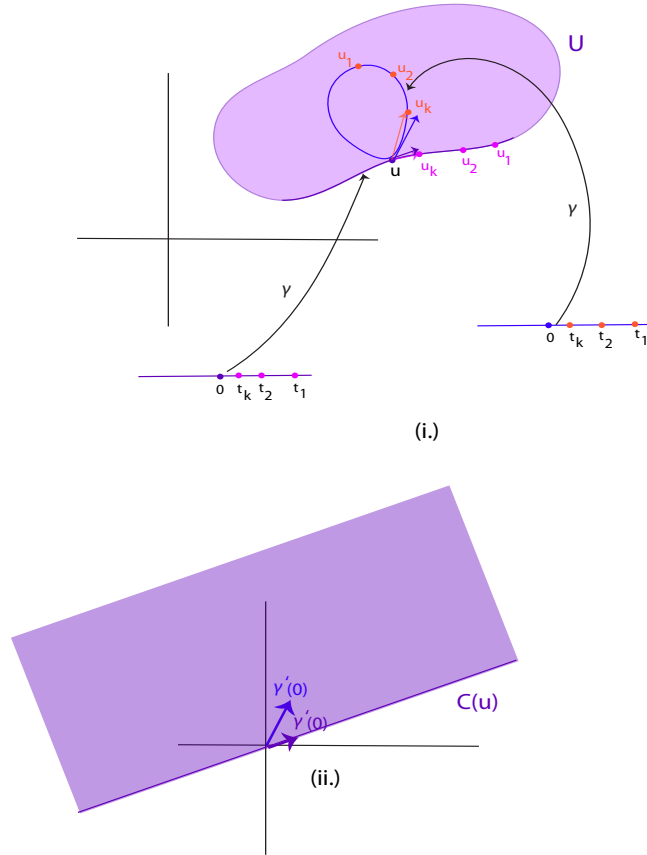 U
u1
u2
uk
u
uk
u2
u1
γ
γ
0
tk
t2
t1
0
tk
t2
t1
(i.)
γ′(0)
γ′(0)
C(u)
(ii.)